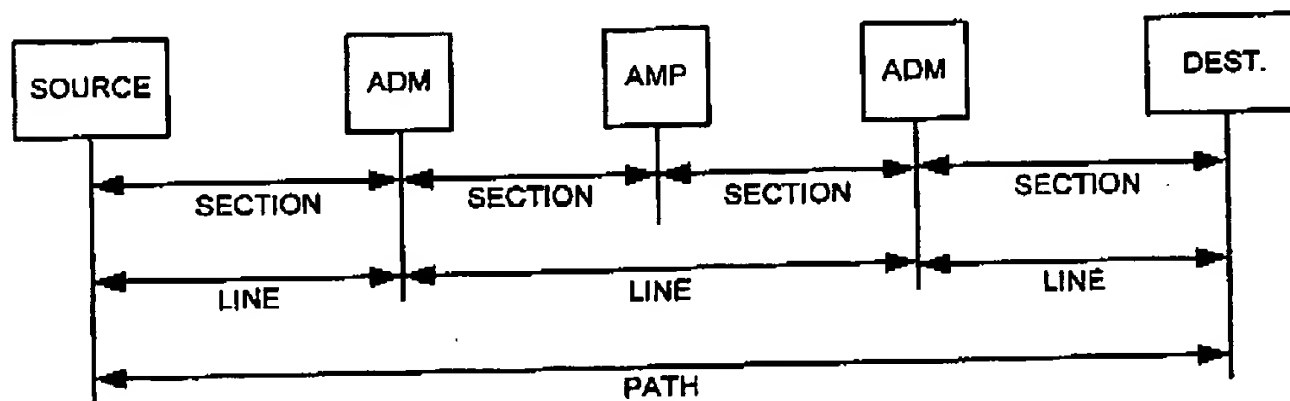 SOURCE
ADM
AMP
ADM
DEST.
SECTION
SECTION
SECTION
SECTION
LINE
LINE
LINE
PATH